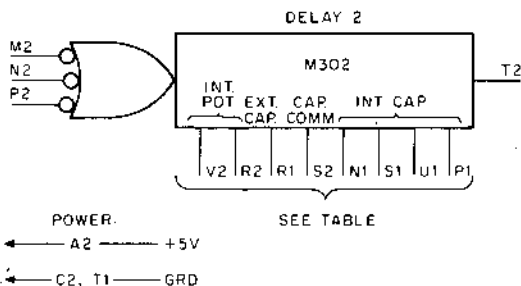 DELAY 2
M2
N2
P2
M302
T2
INT. POT
EXT. CAP.
CAP. COMM
INT CAP
V2 R2 R1 S2 N1 S1 U1 P1
SEE TABLE
POWER.
A2 +5V
C2, T1 GRD